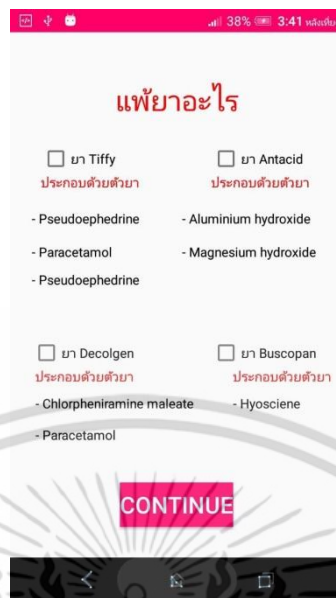 38% 3:41 หลังเที่ยง
แพ้ยาอะไร
ยา Tiffy
ประกอบด้วยตัวยา
- Pseudoephedrine
- Paracetamol
- Pseudoephedrine
ยา Antacid
ประกอบด้วยตัวยา
- Aluminium hydroxide
- Magnesium hydroxide
ยา Decolgen
ประกอบด้วยตัวยา
- Chlorpheniramine maleate
- Paracetamol
ยา Buscopan
ประกอบด้วยตัวยา
- Hyosciene
CONTINUE